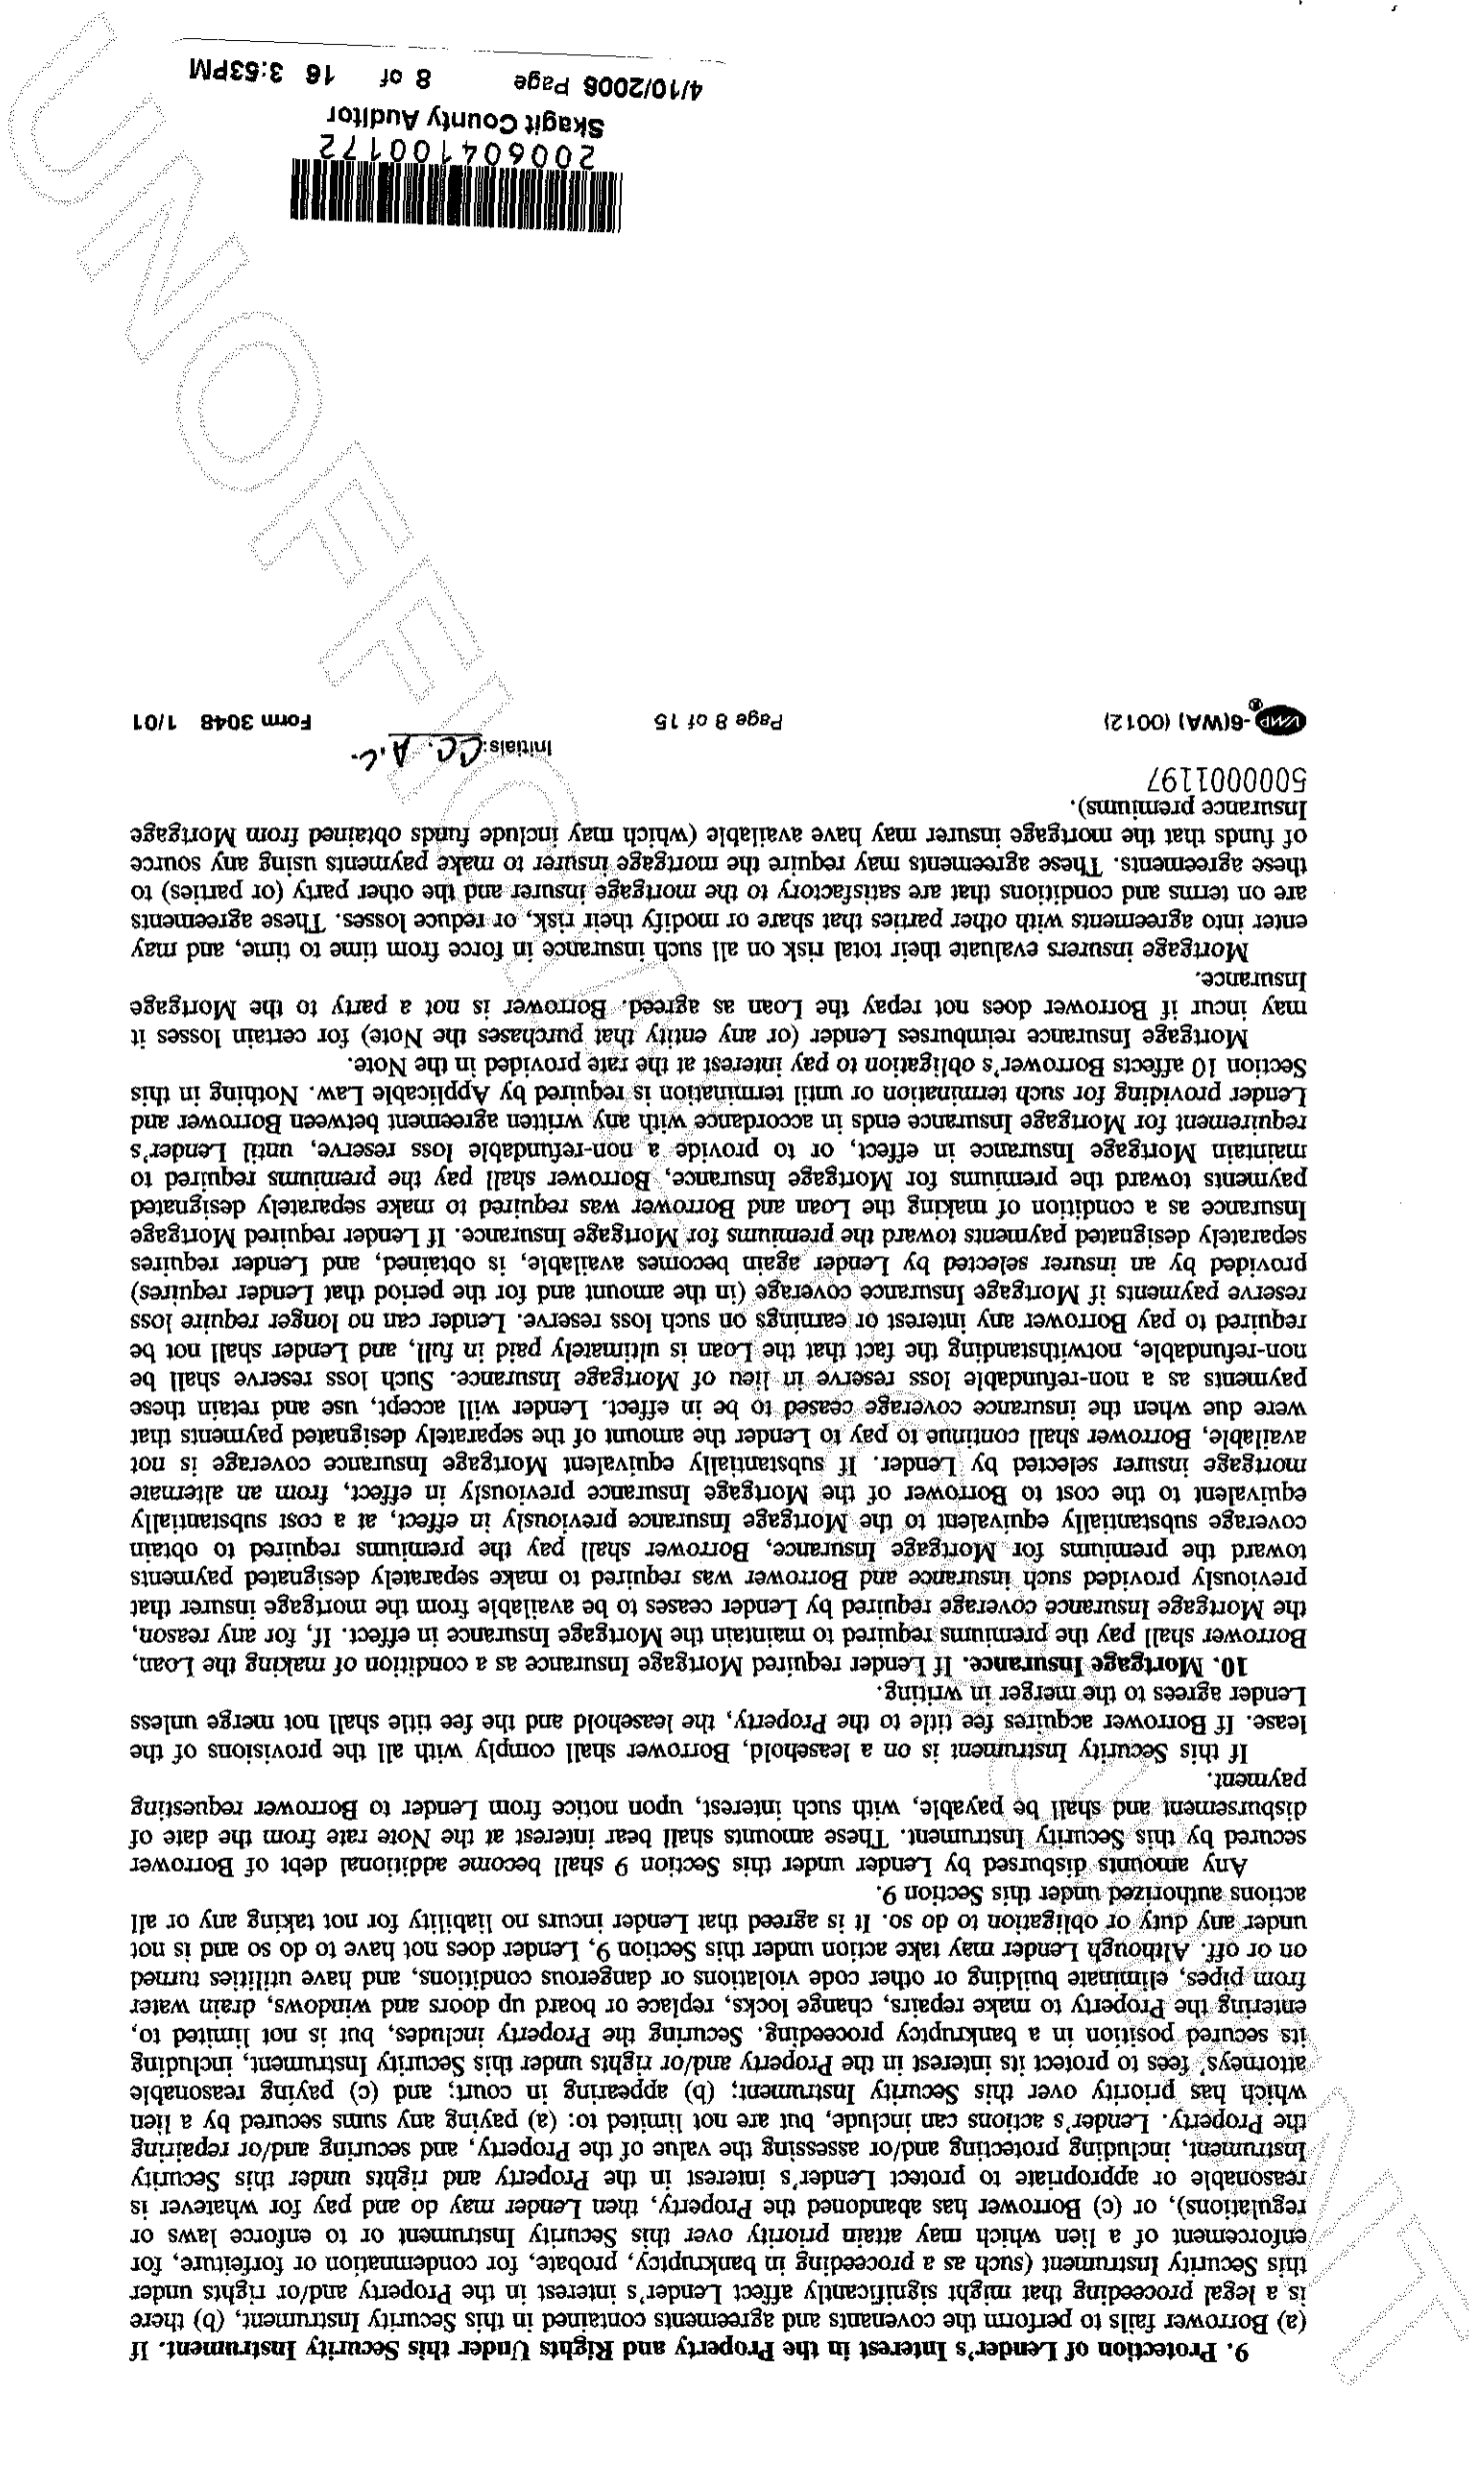 9. Protection of Lender's Interest in the Property and Rights Under this Security Instrument. If
(a) Borrower fails to perform the covenants and agreements contained in this Security Instrument, (b) there
is a legal proceeding that might significantly affect Lender's interest in the Property and/or rights under
this Security Instrument (such as a proceeding in bankruptcy, probate, for condemnation or forfeiture, for
enforcement of a lien which may attain priority over this Security Instrument or to enforce laws or
regulations), or (c) Borrower has abandoned the Property, then Lender may do and pay for whatever is
reasonable or appropriate to protect Lender's interest in the Property and rights under this Security
Instrument, including protecting and/or assessing the value of the Property, and securing and/or repairing
the Property. Lender's actions can include, but are not limited to: (a) paying any sums secured by a lien
which has priority over this Security Instrument; (b) appearing in court; and (c) paying reasonable
attorneys' fees to protect its interest in the Property and/or rights under this Security Instrument, including
its secured position in a bankruptcy proceeding. Securing the Property includes, but is not limited to,
entering the Property to make repairs, change locks, replace or board up doors and windows, drain water
from pipes, eliminate building or other code violations or dangerous conditions, and have utilities turned
on or off. Although Lender may take action under this Section 9, Lender does not have to do so and is not
under any duty or obligation to do so. It is agreed that Lender incurs no liability for not taking any or all
actions authorized under this Section 9.
Any amounts disbursed by Lender under this Section 9 shall become additional debt of Borrower
secured by this Security Instrument. These amounts shall bear interest at the Note rate from the date of
disbursement and shall be payable, with such interest, upon notice from Lender to Borrower requesting
payment.
If this Security Instrument is on a leasehold, Borrower shall comply with all the provisions of the
lease. If Borrower acquires fee title to the Property, the leasehold and the fee title shall not merge unless
Lender agrees to the merger in writing.
10. Mortgage Insurance. If Lender required Mortgage Insurance as a condition of making the Loan,
Borrower shall pay the premiums required to maintain the Mortgage Insurance in effect. If, for any reason,
the Mortgage Insurance coverage required by Lender ceases to be available from the mortgage insurer that
previously provided such insurance and Borrower was required to make separately designated payments
toward the premiums for Mortgage Insurance, Borrower shall pay the premiums required to obtain
coverage substantially equivalent to the Mortgage Insurance previously in effect, at a cost substantially
equivalent to the cost to Borrower of the Mortgage Insurance previously in effect, from an alternate
mortgage insurer selected by Lender. If substantially equivalent Mortgage Insurance coverage is not
available, Borrower shall continue to pay to Lender the amount of the separately designated payments that
were due when the insurance coverage ceased to be in effect. Lender will accept, use and retain these
payments as a non-refundable loss reserve in lieu of Mortgage Insurance. Such loss reserve shall be
non-refundable, notwithstanding the fact that the Loan is ultimately paid in full, and Lender shall not be
required to pay Borrower any interest or earnings on such loss reserve. Lender can no longer require loss
reserve payments if Mortgage Insurance coverage (in the amount and for the period that Lender requires)
provided by an insurer selected by Lender again becomes available, is obtained, and Lender requires
separately designated payments toward the premiums for Mortgage Insurance. If Lender required Mortgage
Insurance as a condition of making the Loan and Borrower was required to make separately designated
payments toward the premiums for Mortgage Insurance, Borrower shall pay the premiums required to
maintain Mortgage Insurance in effect, or to provide a non-refundable loss reserve, until Lender's
requirement for Mortgage Insurance ends in accordance with any written agreement between Borrower and
Lender providing for such termination or until termination is required by Applicable Law. Nothing in this
Section 10 affects Borrower's obligation to pay interest at the rate provided in the Note.
Mortgage Insurance reimburses Lender (or any entity that purchases the Note) for certain losses it
may incur if Borrower does not repay the Loan as agreed. Borrower is not a party to the Mortgage
Insurance.
Mortgage insurers evaluate their total risk on all such insurance in force from time to time, and may
enter into agreements with other parties that share or modify their risk, or reduce losses. These agreements
are on terms and conditions that are satisfactory to the mortgage insurer and the other party (or parties) to
these agreements. These agreements may require the mortgage insurer to make payments using any source
of funds that the mortgage insurer may have available (which may include funds obtained from Mortgage
Insurance premiums).
5000001197
Initials: CC. A.C.
VMP®-6(WA) (0012) Page 8 of 15 Form 3048 1/01
200604100172
Skagit County Auditor
4/10/2006 Page 8 of 16 3:53PM
UNOFFICIAL DOCUMENT